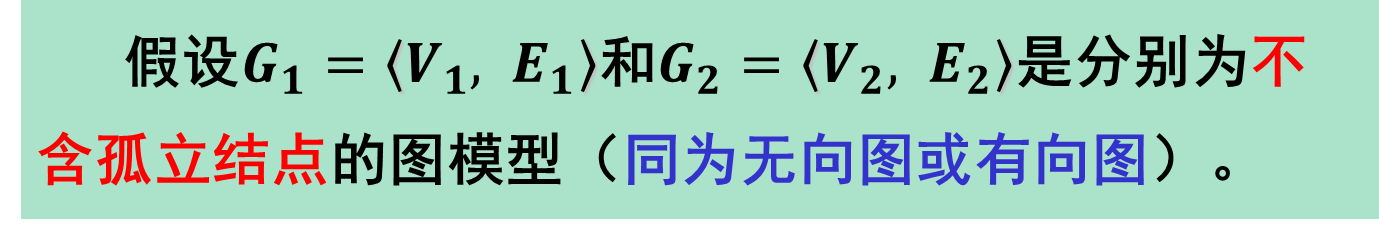 假设G₁ = ⟨V₁, E₁⟩和G₂ = ⟨V₂, E₂⟩是分别为不
含孤立结点的图模型（同为无向图或有向图）。